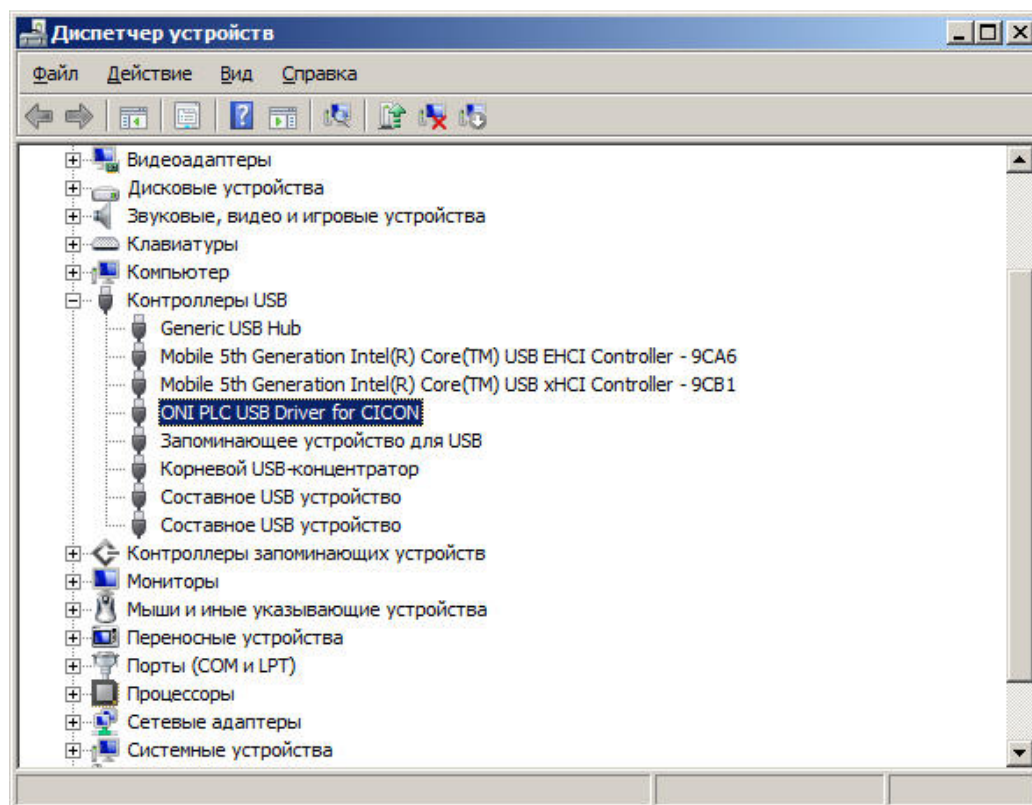 Диспетчер устройств
Файл Действие Вид Справка
Видеоадаптеры
Дисковые устройства
Звуковые, видео и игровые устройства
Клавиатуры
Компьютер
Контроллеры USB
Generic USB Hub
Mobile 5th Generation Intel(R) Core(TM) USB EHCI Controller - 9CA6
Mobile 5th Generation Intel(R) Core(TM) USB xHCI Controller - 9CB1
ONI PLC USB Driver for CICON
Запоминающее устройство для USB
Корневой USB-концентратор
Составное USB устройство
Составное USB устройство
Контроллеры запоминающих устройств
Мониторы
Мыши и иные указывающие устройства
Переносные устройства
Порты (COM и LPT)
Процессоры
Сетевые адаптеры
Системные устройства